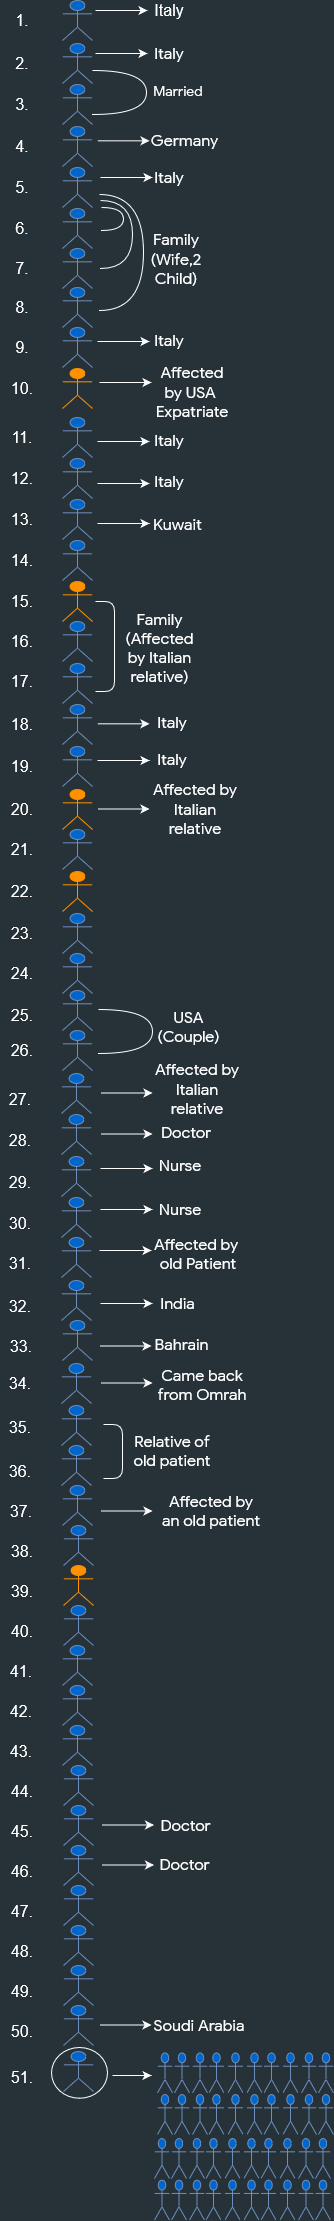 1. Italy
2. Italy
3. Married
4. Germany
5. Italy
6. Family
7. (Wife,2
Child)
8.
9. Italy
10. Affected
by USA
Expatriate
11. Italy
12. Italy
13. Kuwait
14.
15. Family
16. (Affected
by Italian
17. relative)
18. Italy
19. Italy
20. Affected by
Italian
relative
21.
22.
23.
24.
25. USA
26. (Couple)
27. Affected by
Italian
relative
28. Doctor
29. Nurse
30. Nurse
31. Affected by
old Patient
32. India
33. Bahrain
34. Came back
from Omrah
35. Relative of
36. old patient
37. Affected by
an old patient
38.
39.
40.
41.
42.
43.
44.
45. Doctor
46. Doctor
47.
48.
49.
50. Soudi Arabia
51.